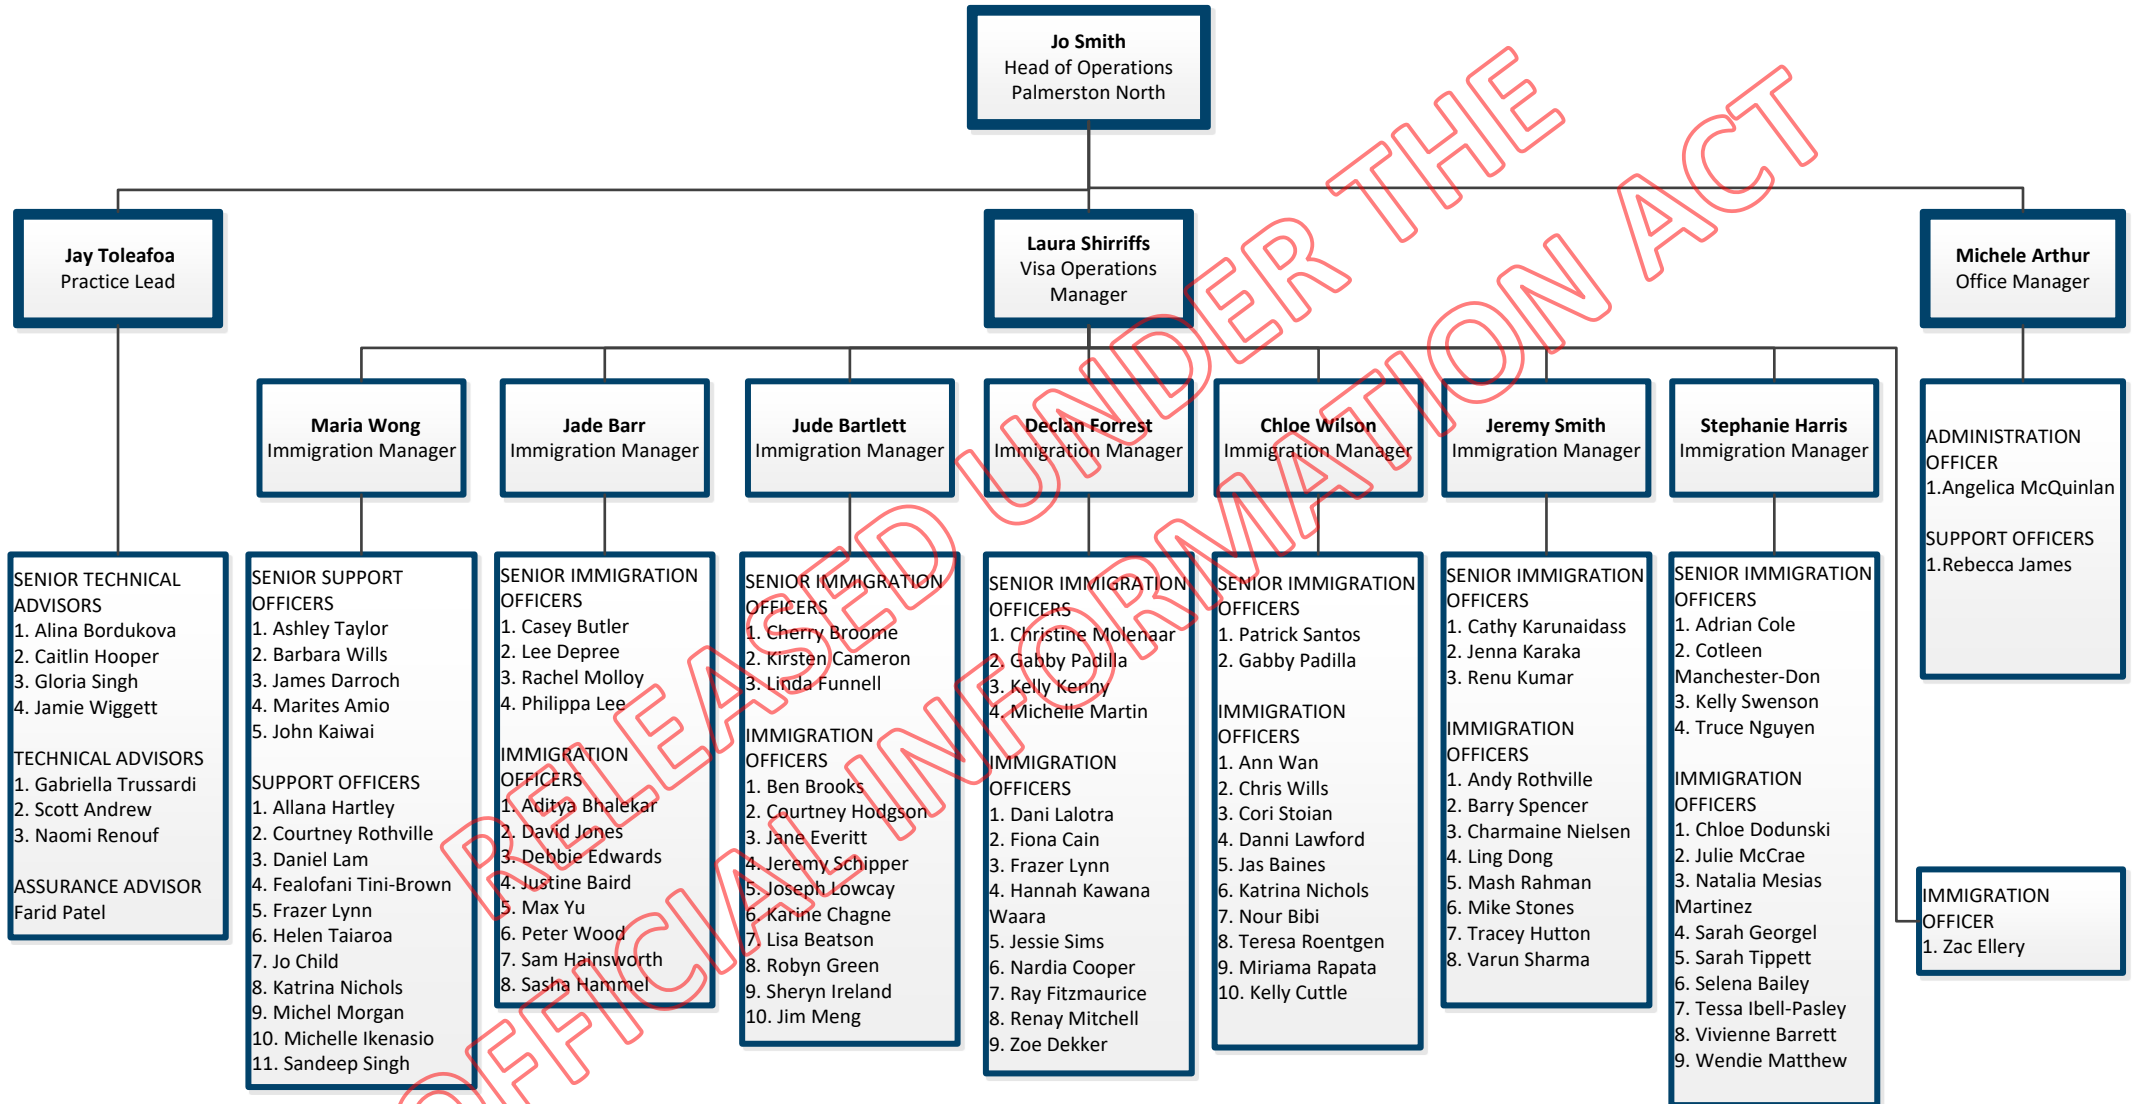 Jo Smith
Head of Operations
Palmerston North
Jay Toleafoa
Practice Lead
Laura Shirriffs
Visa Operations
Manager
Michele Arthur
Office Manager
Maria Wong
Immigration Manager
Jade Barr
Immigration Manager
Jude Bartlett
Immigration Manager
Declan Forrest
Immigration Manager
Chloe Wilson
Immigration Manager
Jeremy Smith
Immigration Manager
Stephanie Harris
Immigration Manager
ADMINISTRATION
OFFICER
1.Angelica McQuinlan
SUPPORT OFFICERS
1.Rebecca James
SENIOR TECHNICAL
ADVISORS
1. Alina Bordukova
2. Caitlin Hooper
3. Gloria Singh
4. Jamie Wiggett
TECHNICAL ADVISORS
1. Gabriella Trussardi
2. Scott Andrew
3. Naomi Renouf
ASSURANCE ADVISOR
Farid Patel
SENIOR SUPPORT
OFFICERS
1. Ashley Taylor
2. Barbara Wills
3. James Darroch
4. Marites Amio
5. John Kaiwai
SUPPORT OFFICERS
1. Allana Hartley
2. Courtney Rothville
3. Daniel Lam
4. Fealofani Tini-Brown
5. Frazer Lynn
6. Helen Taiaroa
7. Jo Child
8. Katrina Nichols
9. Michel Morgan
10. Michelle Ikenasio
11. Sandeep Singh
SENIOR IMMIGRATION
OFFICERS
1. Casey Butler
2. Lee Depree
3. Rachel Molloy
4. Philippa Lee
IMMIGRATION
OFFICERS
1. Aditya Bhalekar
2. David Jones
3. Debbie Edwards
4. Justine Baird
5. Max Yu
6. Peter Wood
7. Sam Hainsworth
8. Sasha Hammel
SENIOR IMMIGRATION
OFFICERS
1. Cherry Broome
2. Kirsten Cameron
3. Linda Funnell
IMMIGRATION
OFFICERS
1. Ben Brooks
2. Courtney Hodgson
3. Jane Everitt
4. Jeremy Schipper
5. Joseph Lowcay
6. Karine Chagne
7. Lisa Beatson
8. Robyn Green
9. Sheryn Ireland
10. Jim Meng
SENIOR IMMIGRATION
OFFICERS
1. Christine Molenaar
2. Gabby Padilla
3. Kelly Kenny
4. Michelle Martin
IMMIGRATION
OFFICERS
1. Dani Lalotra
2. Fiona Cain
3. Frazer Lynn
4. Hannah Kawana
Waara
5. Jessie Sims
6. Nardia Cooper
7. Ray Fitzmaurice
8. Renay Mitchell
9. Zoe Dekker
SENIOR IMMIGRATION
OFFICERS
1. Patrick Santos
2. Gabby Padilla
IMMIGRATION
OFFICERS
1. Ann Wan
2. Chris Wills
3. Cori Stoian
4. Danni Lawford
5. Jas Baines
6. Katrina Nichols
7. Nour Bibi
8. Teresa Roentgen
9. Miriama Rapata
10. Kelly Cuttle
SENIOR IMMIGRATION
OFFICERS
1. Cathy Karunaidass
2. Jenna Karaka
3. Renu Kumar
IMMIGRATION
OFFICERS
1. Andy Rothville
2. Barry Spencer
3. Charmaine Nielsen
4. Ling Dong
5. Mash Rahman
6. Mike Stones
7. Tracey Hutton
8. Varun Sharma
SENIOR IMMIGRATION
OFFICERS
1. Adrian Cole
2. Cotleen
Manchester-Don
3. Kelly Swenson
4. Truce Nguyen
IMMIGRATION
OFFICERS
1. Chloe Dodunski
2. Julie McCrae
3. Natalia Mesias
Martinez
4. Sarah Georgel
5. Sarah Tippett
6. Selena Bailey
7. Tessa Ibell-Pasley
8. Vivienne Barrett
9. Wendie Matthew
IMMIGRATION
OFFICER
1. Zac Ellery
RELEASED UNDER THE
OFFICIAL INFORMATION ACT